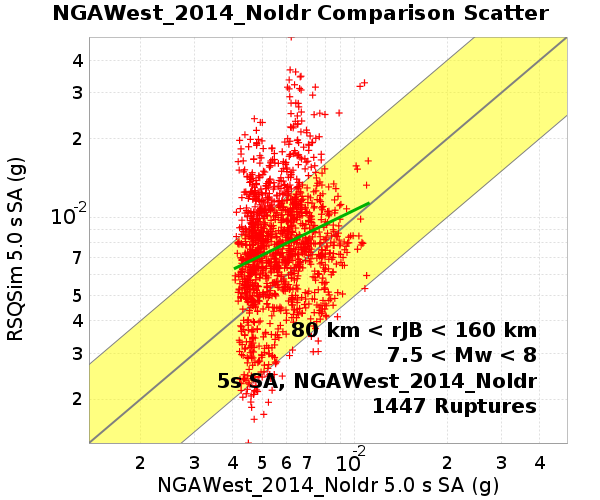 NGAWest_2014_NoIdr Comparison Scatter
RSQSim 5.0 s SA (g)
4
3
2
10^-2
7
5
4
3
2
80 km < rJB < 160 km
7.5 < Mw < 8
5s SA, NGAWest_2014_NoIdr
1447 Ruptures
2 3 4 5 6 7 10^-2 2 3 4
NGAWest_2014_NoIdr 5.0 s SA (g)